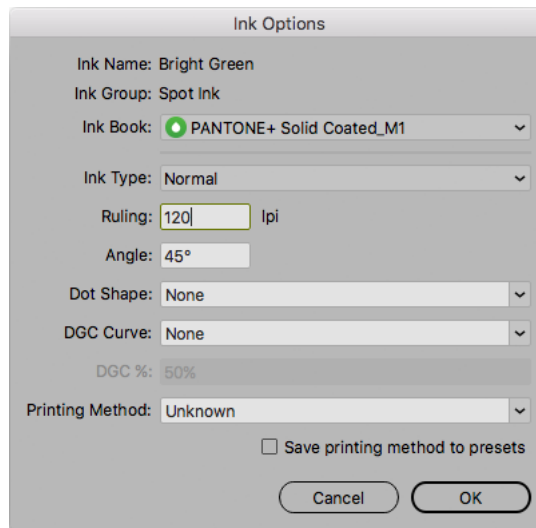 Ink Options
Ink Name: Bright Green
Ink Group: Spot Ink
Ink Book: PANTONE+ Solid Coated_M1
Ink Type: Normal
Ruling: 120 lpi
Angle: 45°
Dot Shape: None
DGC Curve: None
DGC %: 50%
Printing Method: Unknown
Save printing method to presets
Cancel OK